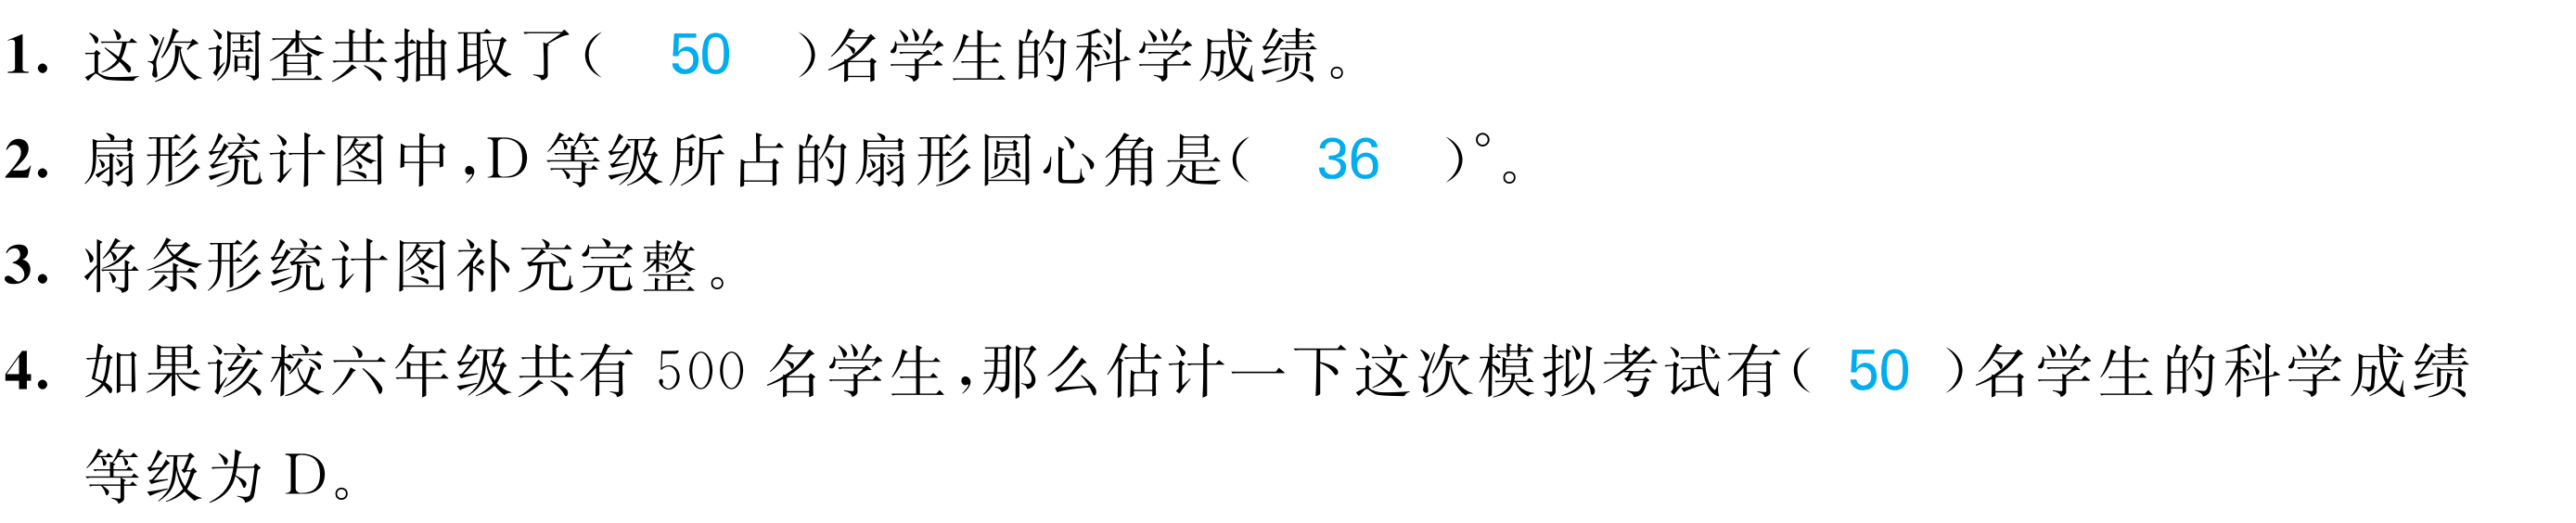 1. 这次调查共抽取了( 50 )名学生的科学成绩。
2. 扇形统计图中,D 等级所占的扇形圆心角是( 36 )°。
3. 将条形统计图补充完整。
4. 如果该校六年级共有 500 名学生,那么估计一下这次模拟考试有( 50 )名学生的科学成绩
等级为 D。